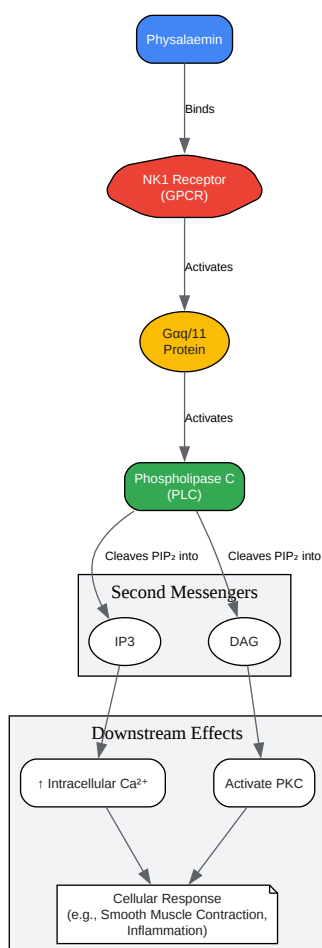 Physalaemin
Binds
NK1 Receptor
(GPCR)
Activates
Gαq/11
Protein
Activates
Phospholipase C
(PLC)
Cleaves PIP₂ into
Cleaves PIP₂ into
Second Messengers
IP3
DAG
Downstream Effects
↑ Intracellular Ca²⁺
Activate PKC
Cellular Response
(e.g., Smooth Muscle Contraction,
Inflammation)